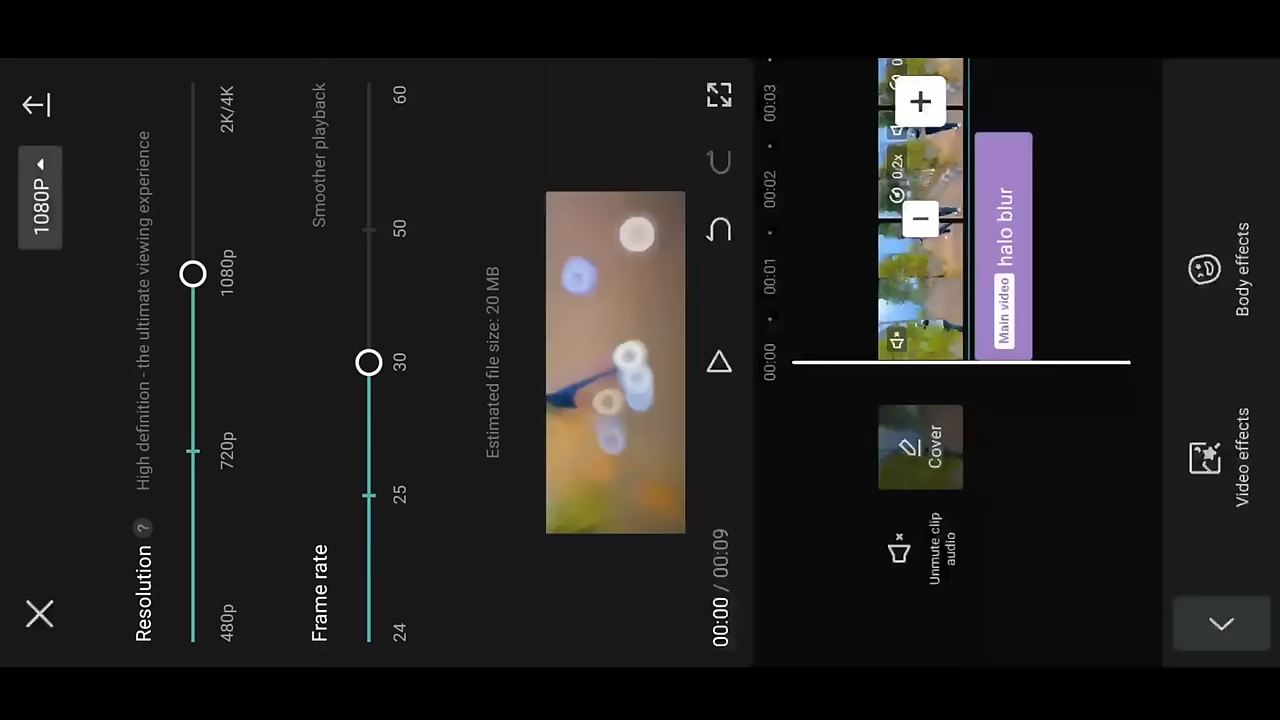 1080P
Resolution ? High definition - the ultimate viewing experience
480p 720p 1080p 2K/4K
Frame rate Smoother playback
24 25 30 50 60
Estimated file size: 20 MB
00:00 / 00:09
00:00 00:01 00:02 00:03
Unmute clip
audio
Cover
0.2x
0
Main video halo blur
Video effects Body effects